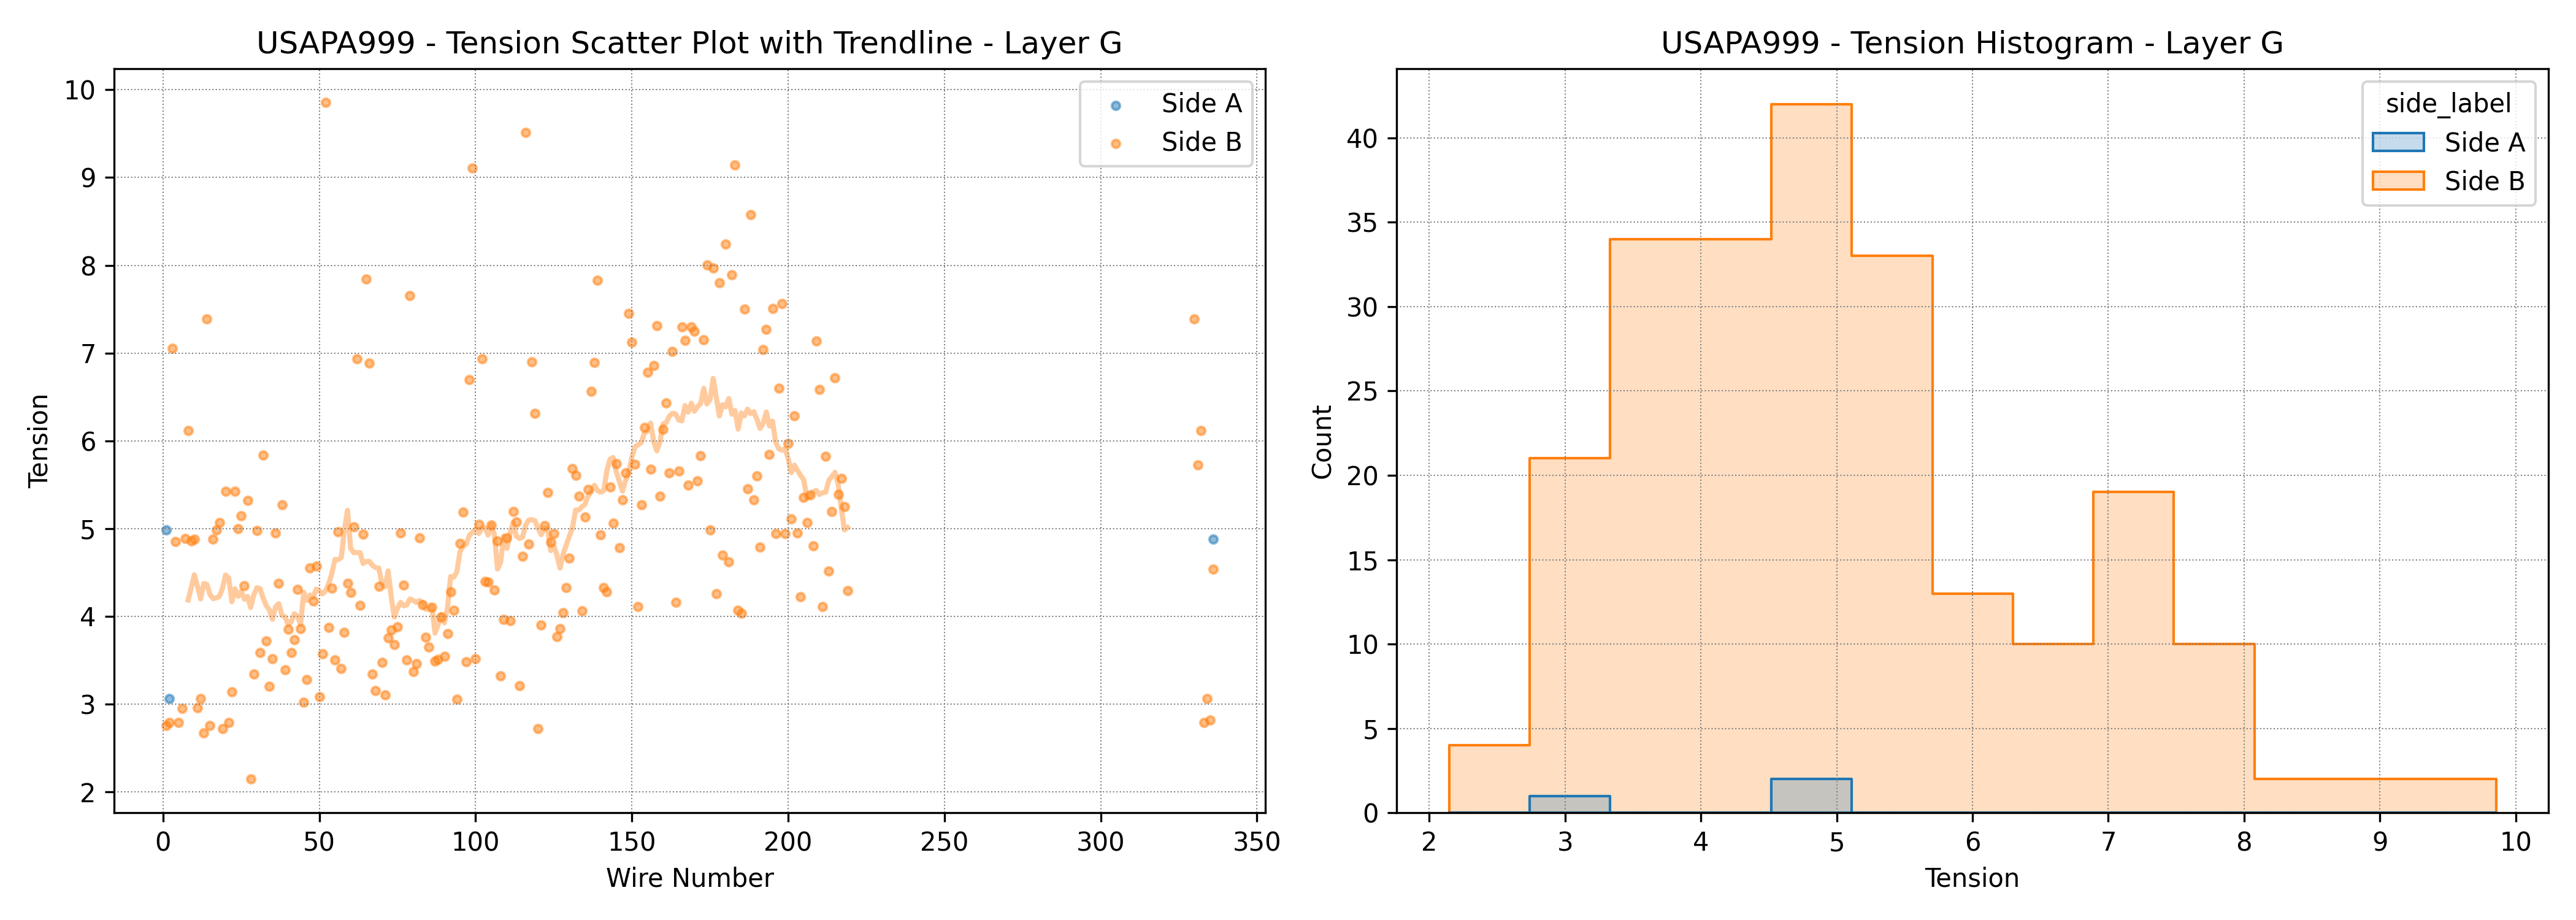 USAPA999 - Tension Scatter Plot with Trendline - Layer G
Tension
10
9
8
7
6
5
4
3
2
0 50 100 150 200 250 300 350
Wire Number
Side A
Side B
USAPA999 - Tension Histogram - Layer G
Count
40
35
30
25
20
15
10
5
0
2 3 4 5 6 7 8 9 10
Tension
side_label
Side A
Side B